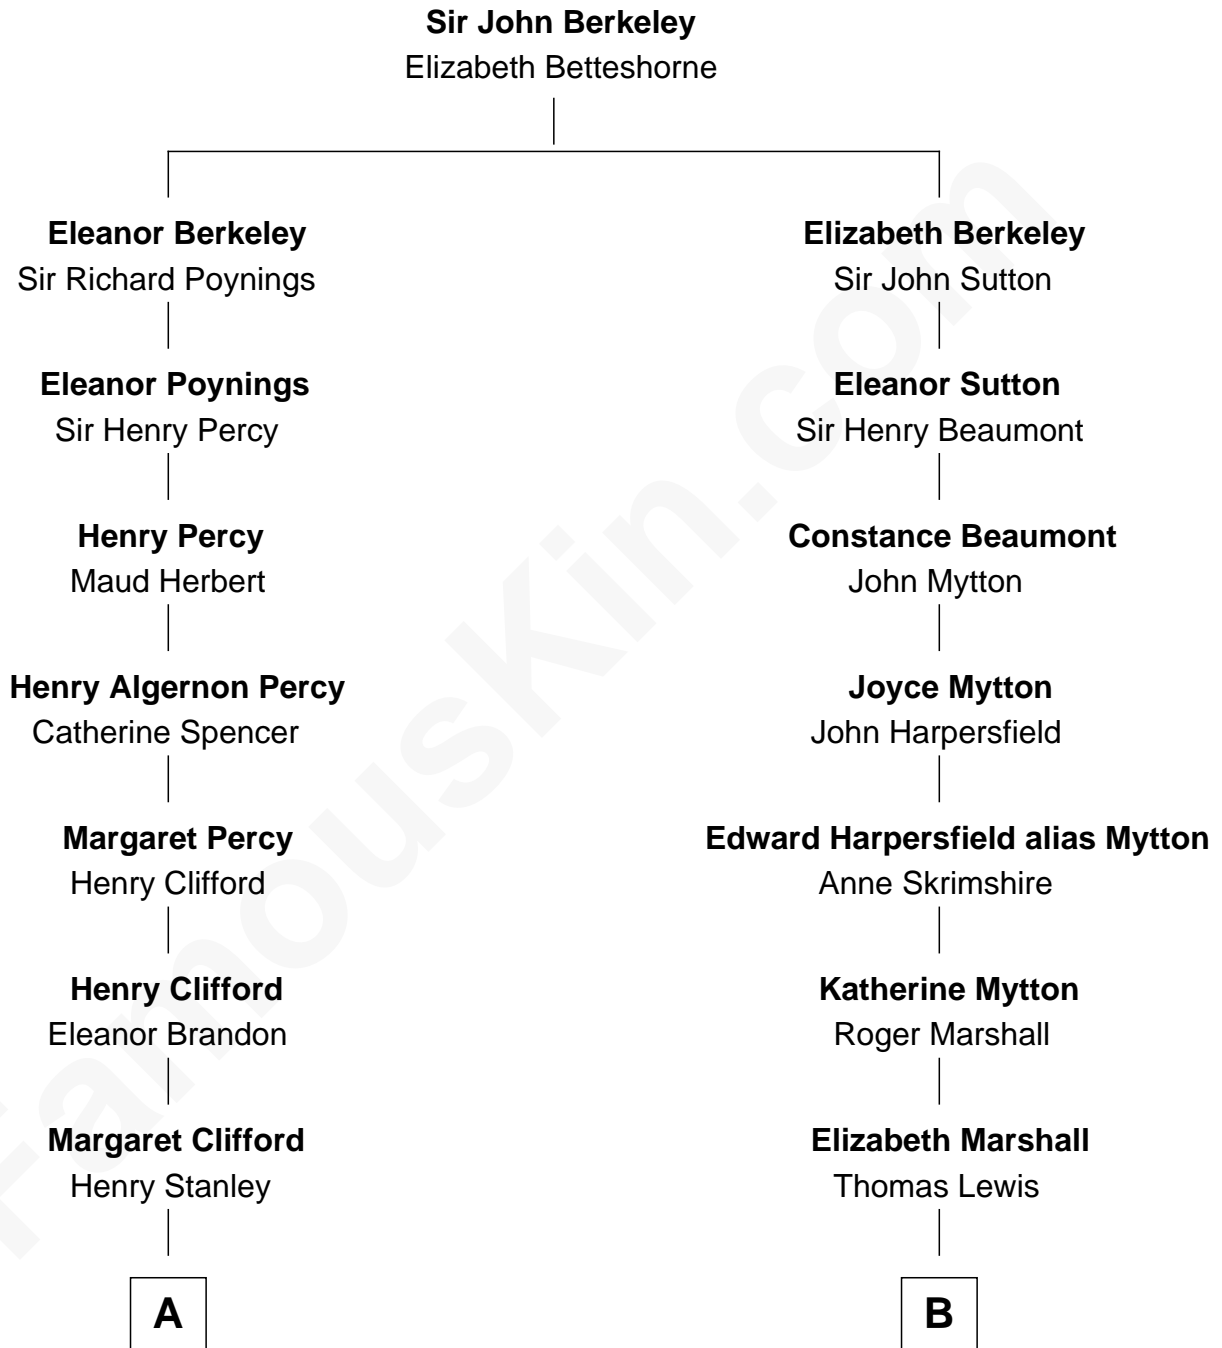 Sir John Berkeley
Elizabeth Betteshorne
Eleanor Berkeley
Sir Richard Poynings
Elizabeth Berkeley
Sir John Sutton
Eleanor Poynings
Sir Henry Percy
Eleanor Sutton
Sir Henry Beaumont
Henry Percy
Maud Herbert
Constance Beaumont
John Mytton
Henry Algernon Percy
Catherine Spencer
Joyce Mytton
John Harpersfield
Margaret Percy
Henry Clifford
Edward Harpersfield alias Mytton
Anne Skrimshire
Henry Clifford
Eleanor Brandon
Katherine Mytton
Roger Marshall
Margaret Clifford
Henry Stanley
Elizabeth Marshall
Thomas Lewis
A
B
FamousKin.com